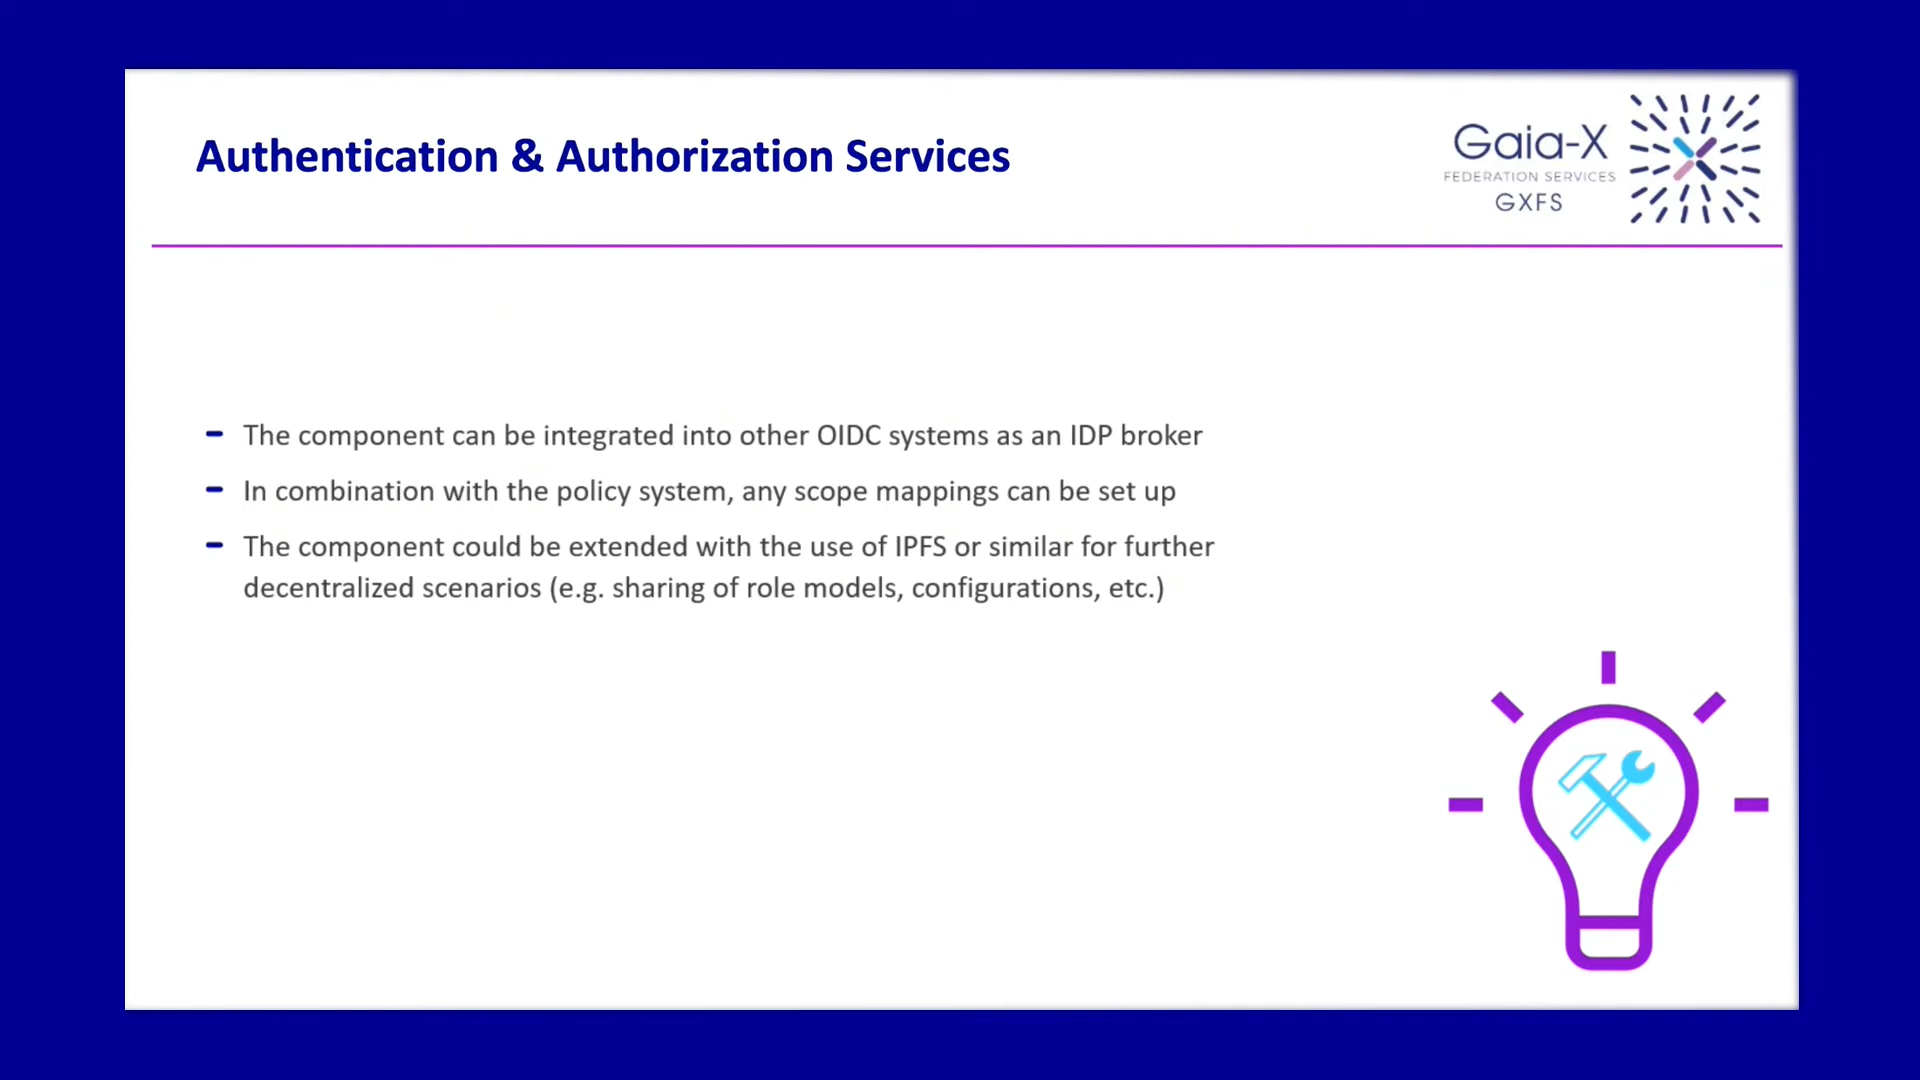 Authentication & Authorization Services
Gaia-X
FEDERATION SERVICES
GXFS
- The component can be integrated into other OIDC systems as an IDP broker
- In combination with the policy system, any scope mappings can be set up
- The component could be extended with the use of IPFS or similar for further
decentralized scenarios (e.g. sharing of role models, configurations, etc.)